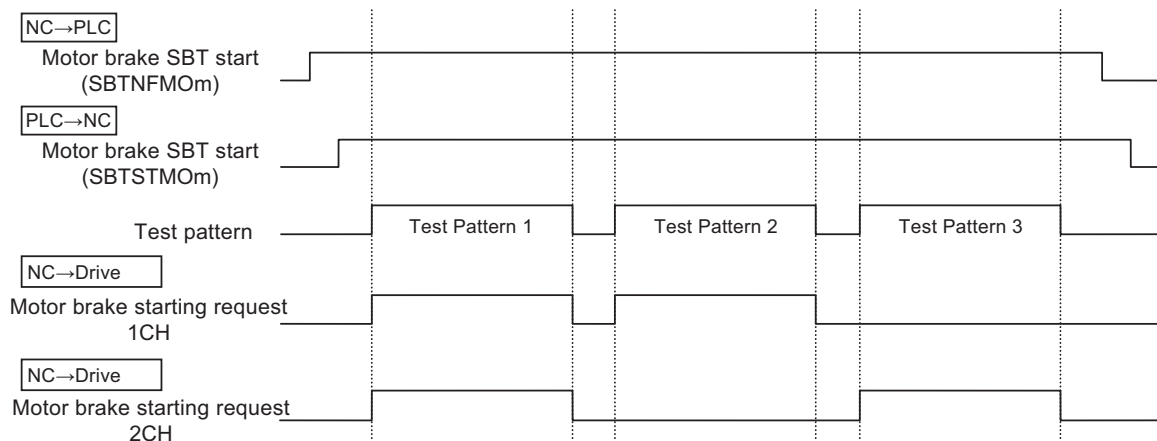 NC→PLC
Motor brake SBT start
(SBTNFMOm)
PLC→NC
Motor brake SBT start
(SBTSTMOm)
Test pattern
Test Pattern 1
Test Pattern 2
Test Pattern 3
NC→Drive
Motor brake starting request
1CH
NC→Drive
Motor brake starting request
2CH